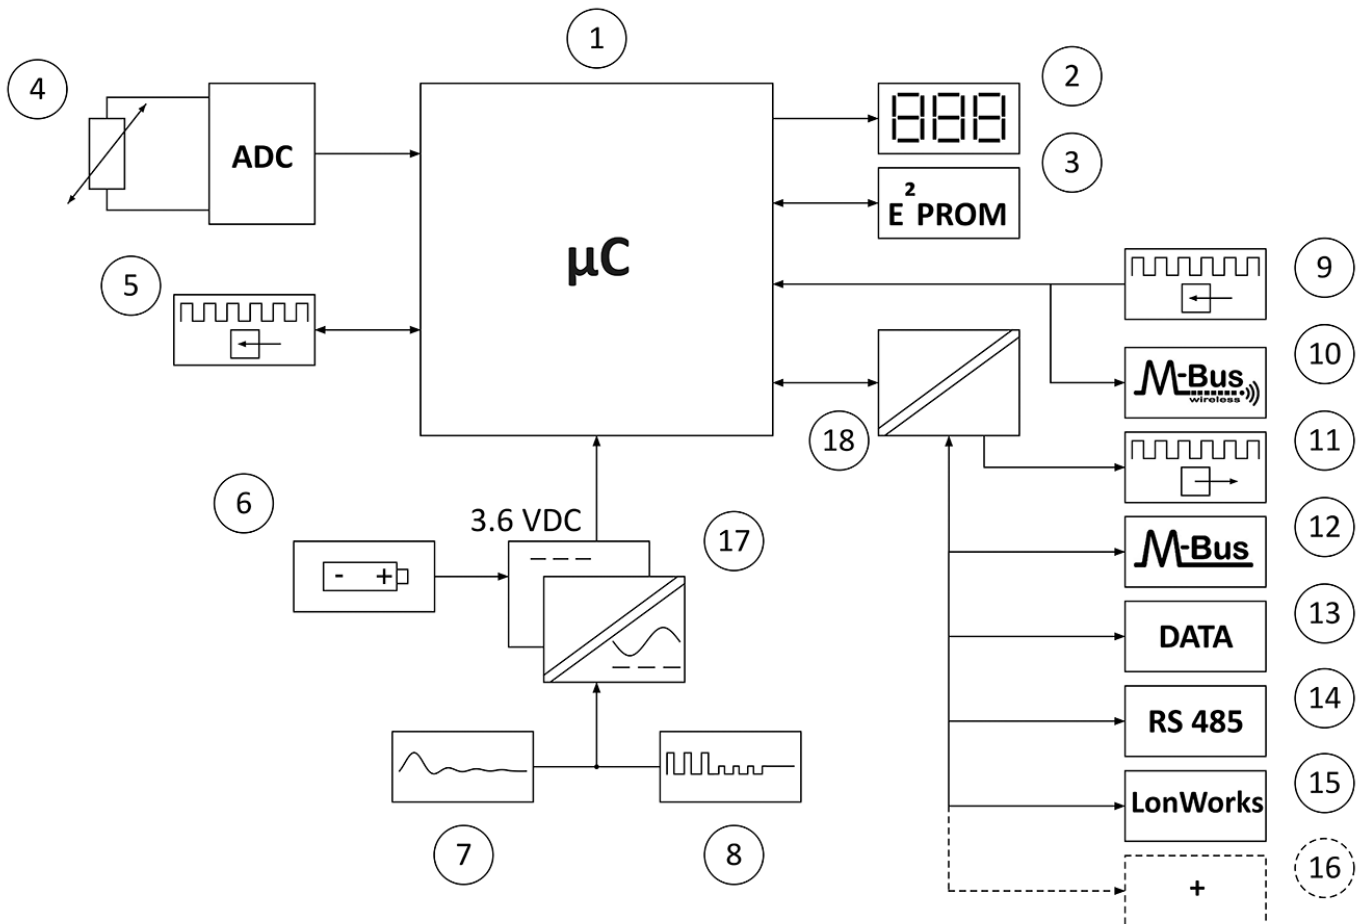 1
4
2
ADC
888
3
E²PROM
µC
5
9
10
M-Bus
wireless
18
11
6
3.6 VDC
17
12
M-Bus
- +
13
DATA
14
RS 485
7
8
15
LonWorks
16
+